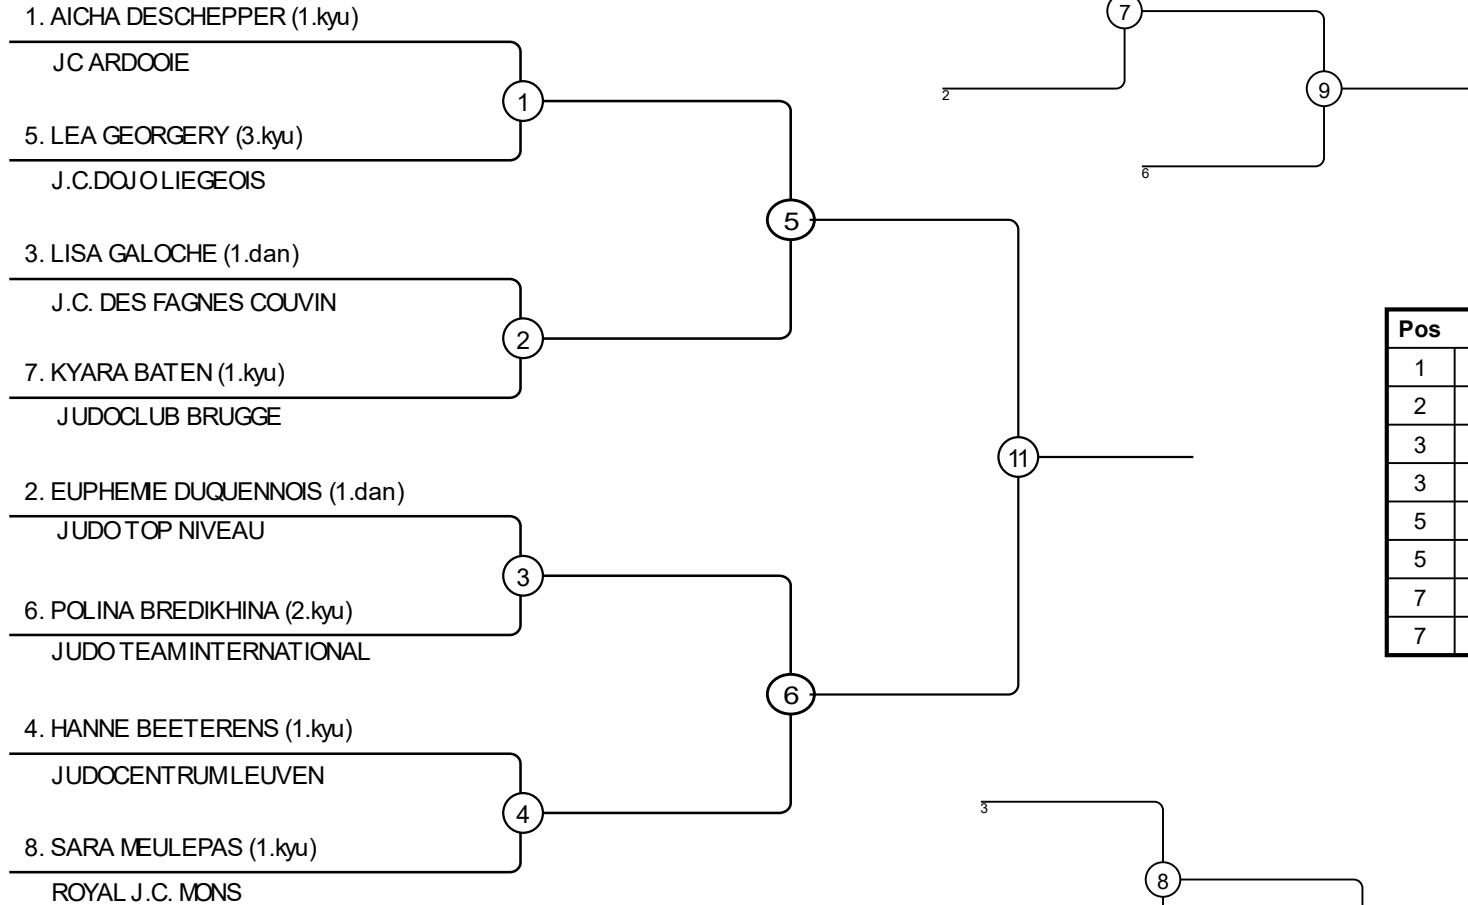 1. AICHA DESCHEPPER (1.kyu)
JC ARDOOIE
1
5. LEA GEORGERY (3.kyu)
J.C.DOJO LIEGEOIS
5
3. LISA GALOCHE (1.dan)
J.C. DES FAGNES COUVIN
2
7. KYARA BATEN (1.kyu)
JUDOCLUB BRUGGE
11
2. EUPHEMIE DUQUENNOIS (1.dan)
JUDO TOP NIVEAU
3
6. POLINA BREDIKHINA (2.kyu)
JUDO TEAM INTERNATIONAL
6
4. HANNE BEETERENS (1.kyu)
JUDOCENTRUM LEUVEN
4
8. SARA MEULEPAS (1.kyu)
ROYAL J.C. MONS
7
2
9
6
Pos
1
2
3
3
5
5
7
7
3
8